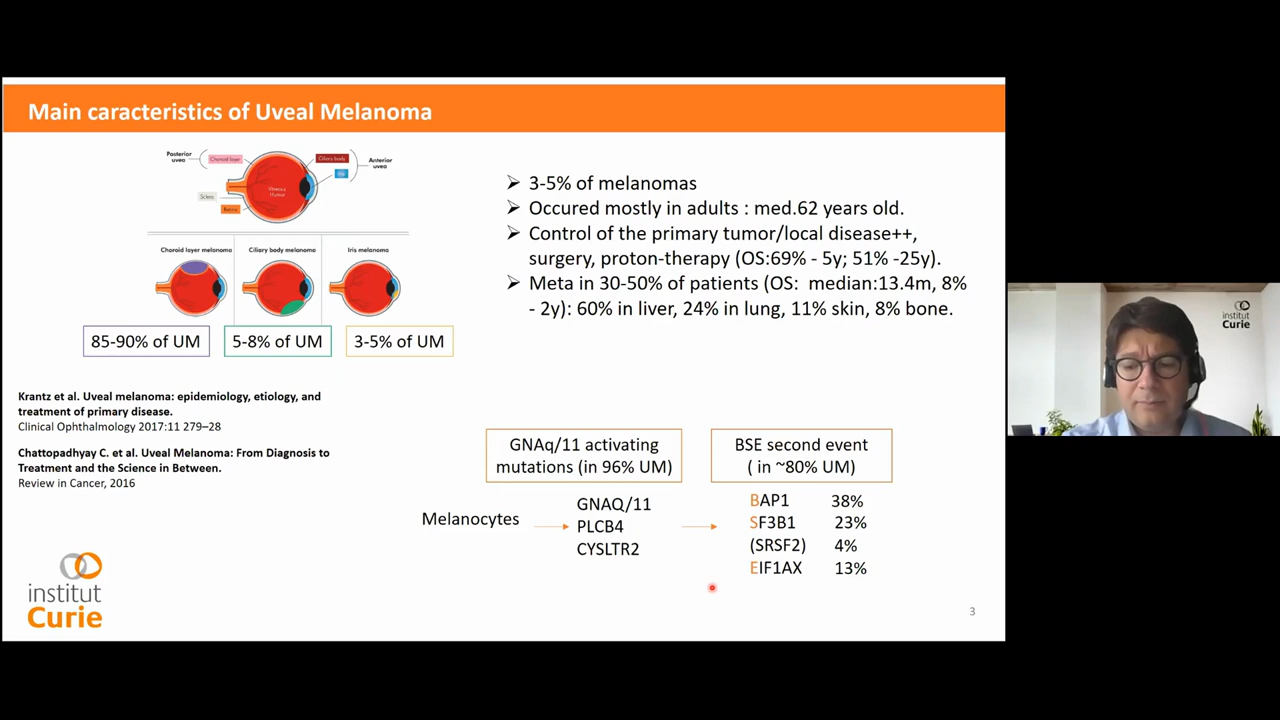 Main caracteristics of Uveal Melanoma
Posterior uvea
Choroid layer
Ciliary body
Anterior uvea
Iris
Vitreous Humor
Sclera
Retina
Choroid layer melanoma
Ciliary body melanoma
Iris melanoma
85-90% of UM
5-8% of UM
3-5% of UM
Krantz et al. Uveal melanoma: epidemiology, etiology, and
treatment of primary disease.
Clinical Ophthalmology 2017:11 279–28
Chattopadhyay C. et al. Uveal Melanoma: From Diagnosis to
Treatment and the Science in Between.
Review in Cancer, 2016
➢ 3-5% of melanomas
➢ Occured mostly in adults : med.62 years old.
➢ Control of the primary tumor/local disease++,
surgery, proton-therapy (OS:69% - 5y; 51% -25y).
➢ Meta in 30-50% of patients (OS: median:13.4m, 8%
- 2y): 60% in liver, 24% in lung, 11% skin, 8% bone.
GNAq/11 activating
mutations (in 96% UM)
BSE second event
( in ~80% UM)
Melanocytes
GNAQ/11
PLCB4
CYSLTR2
BAP1 38%
SF3B1 23%
(SRSF2) 4%
EIF1AX 13%
institut
Curie
3
institut
Curie